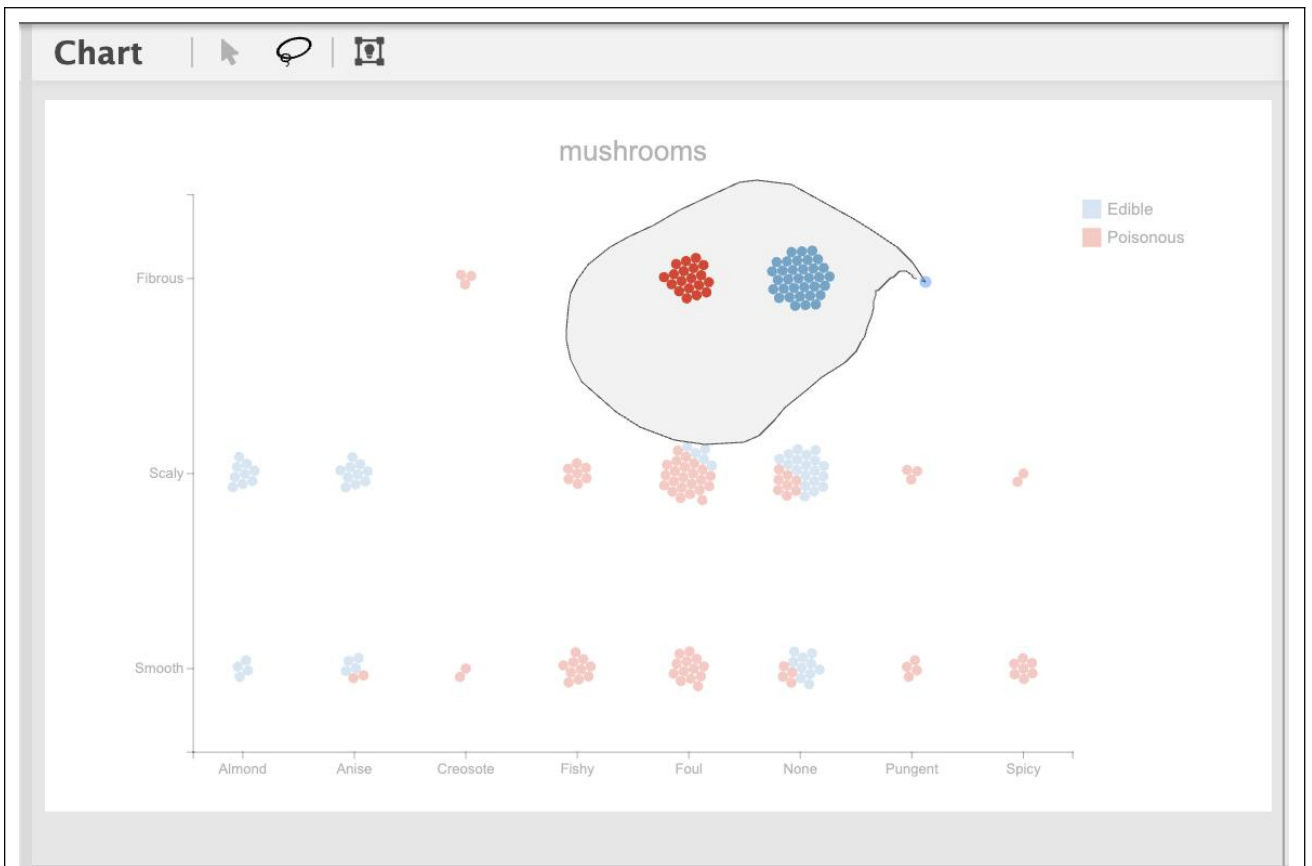 Chart
mushrooms
Edible
Poisonous
Fibrous
Scaly
Smooth
Almond Anise Creosote Fishy Foul None Pungent Spicy